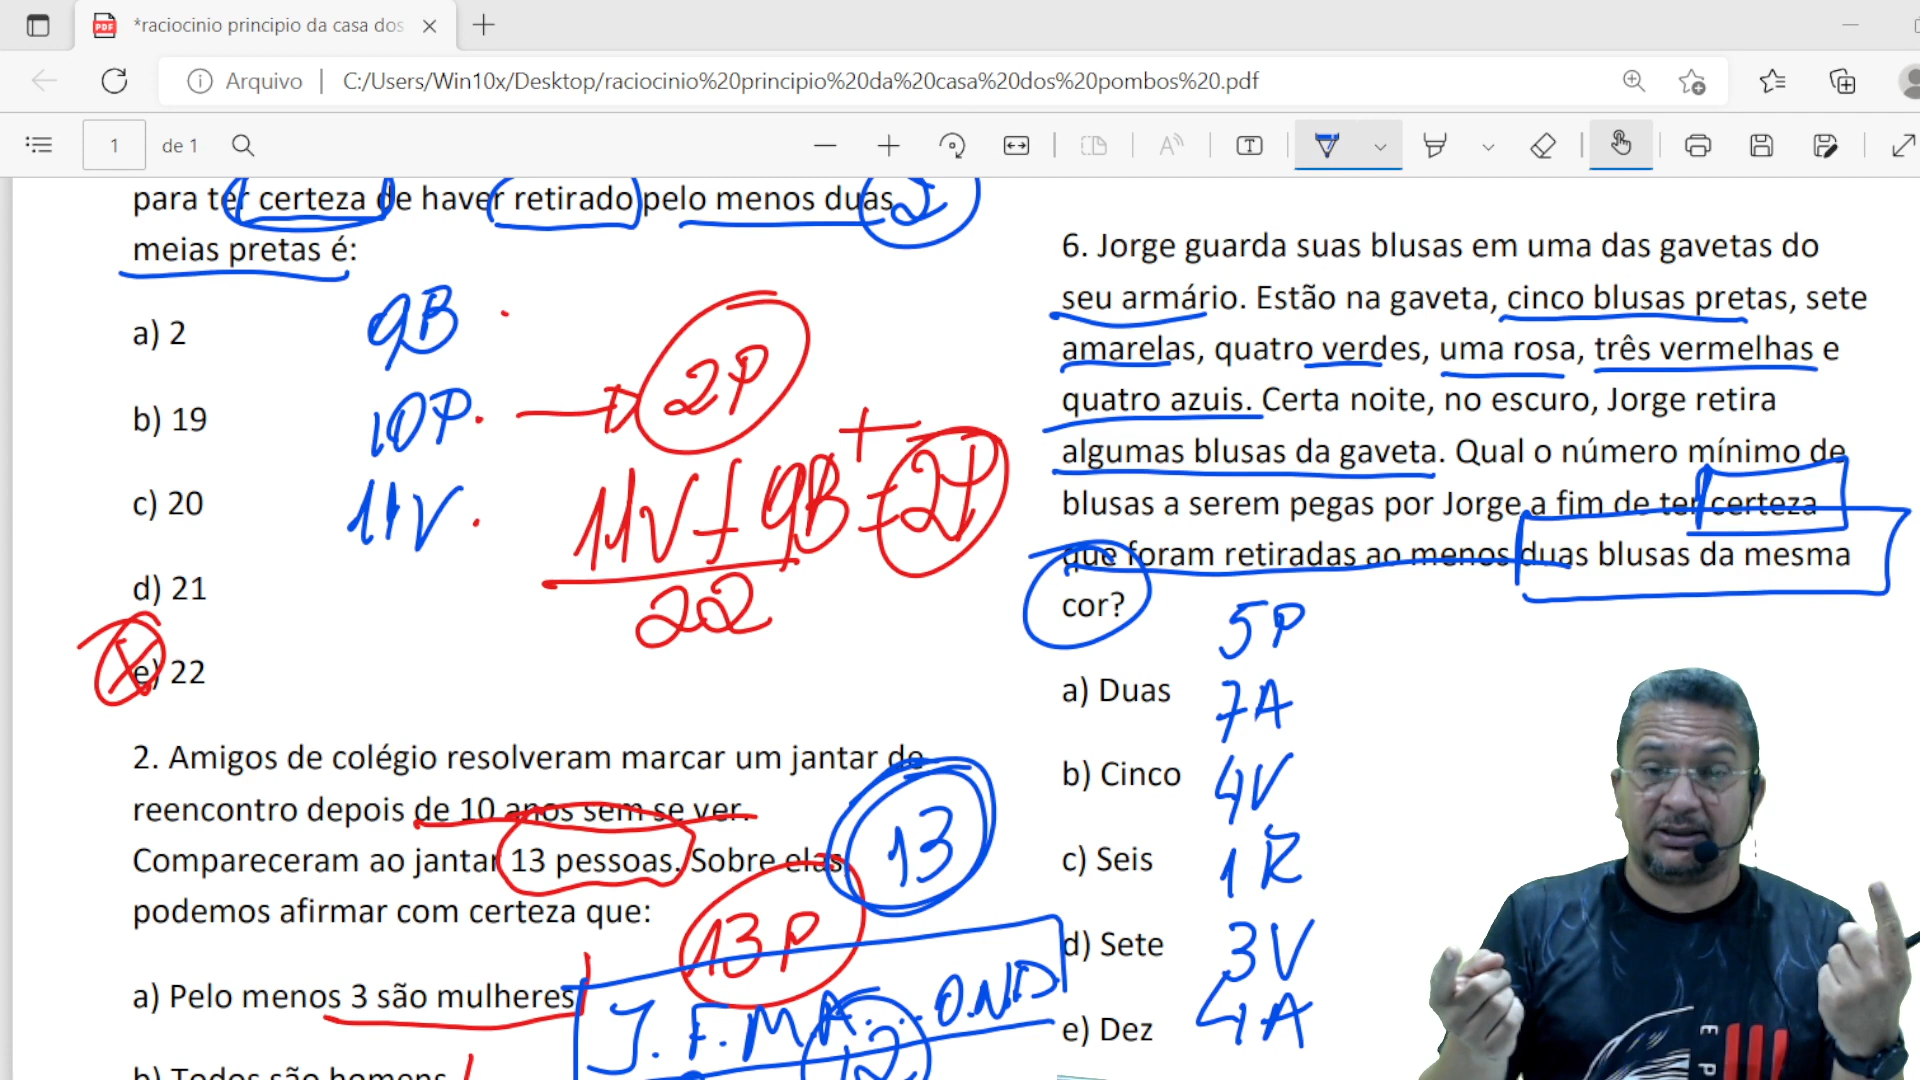 *raciocinio principio da casa dos
Arquivo
C:/Users/Win10x/Desktop/raciocinio%20principio%20da%20casa%20dos%20pombos%20.pdf
1 de 1
para ter certeza de haver retirado pelo menos duas 2
meias pretas é:
a) 2
b) 19
c) 20
d) 21
e) 22
9B
10P
11V
2P
11V + 9B + 2P
22
2. Amigos de colégio resolveram marcar um jantar de
reencontro depois de 10 anos sem se ver.
Compareceram ao jantar 13 pessoas. Sobre elas
podemos afirmar com certeza que:
13
13P
a) Pelo menos 3 são mulheres
J. F. M A. ... O.N.D
12
b) Todos são homens
6. Jorge guarda suas blusas em uma das gavetas do
seu armário. Estão na gaveta, cinco blusas pretas, sete
amarelas, quatro verdes, uma rosa, três vermelhas e
quatro azuis. Certa noite, no escuro, Jorge retira
algumas blusas da gaveta. Qual o número mínimo de
blusas a serem pegas por Jorge a fim de ter certeza
que foram retiradas ao menos duas blusas da mesma
cor?
a) Duas
b) Cinco
c) Seis
d) Sete
e) Dez
5P
7A
4V
1R
3V
4A
E P